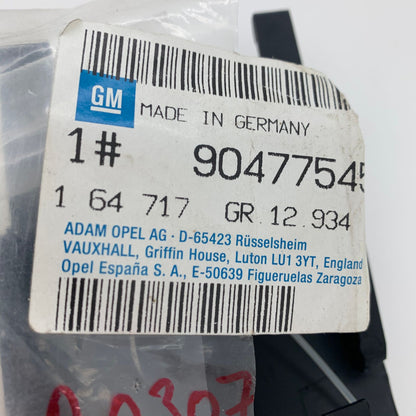 GM
MADE IN GERMANY
1# 90477545
1 64 717 GR.12.934
ADAM OPEL AG · D-65423 Rüsselsheim
VAUXHALL, Griffin House, Luton LU1 3YT, England
Opel España S. A., E-50639 Figueruelas Zaragoza